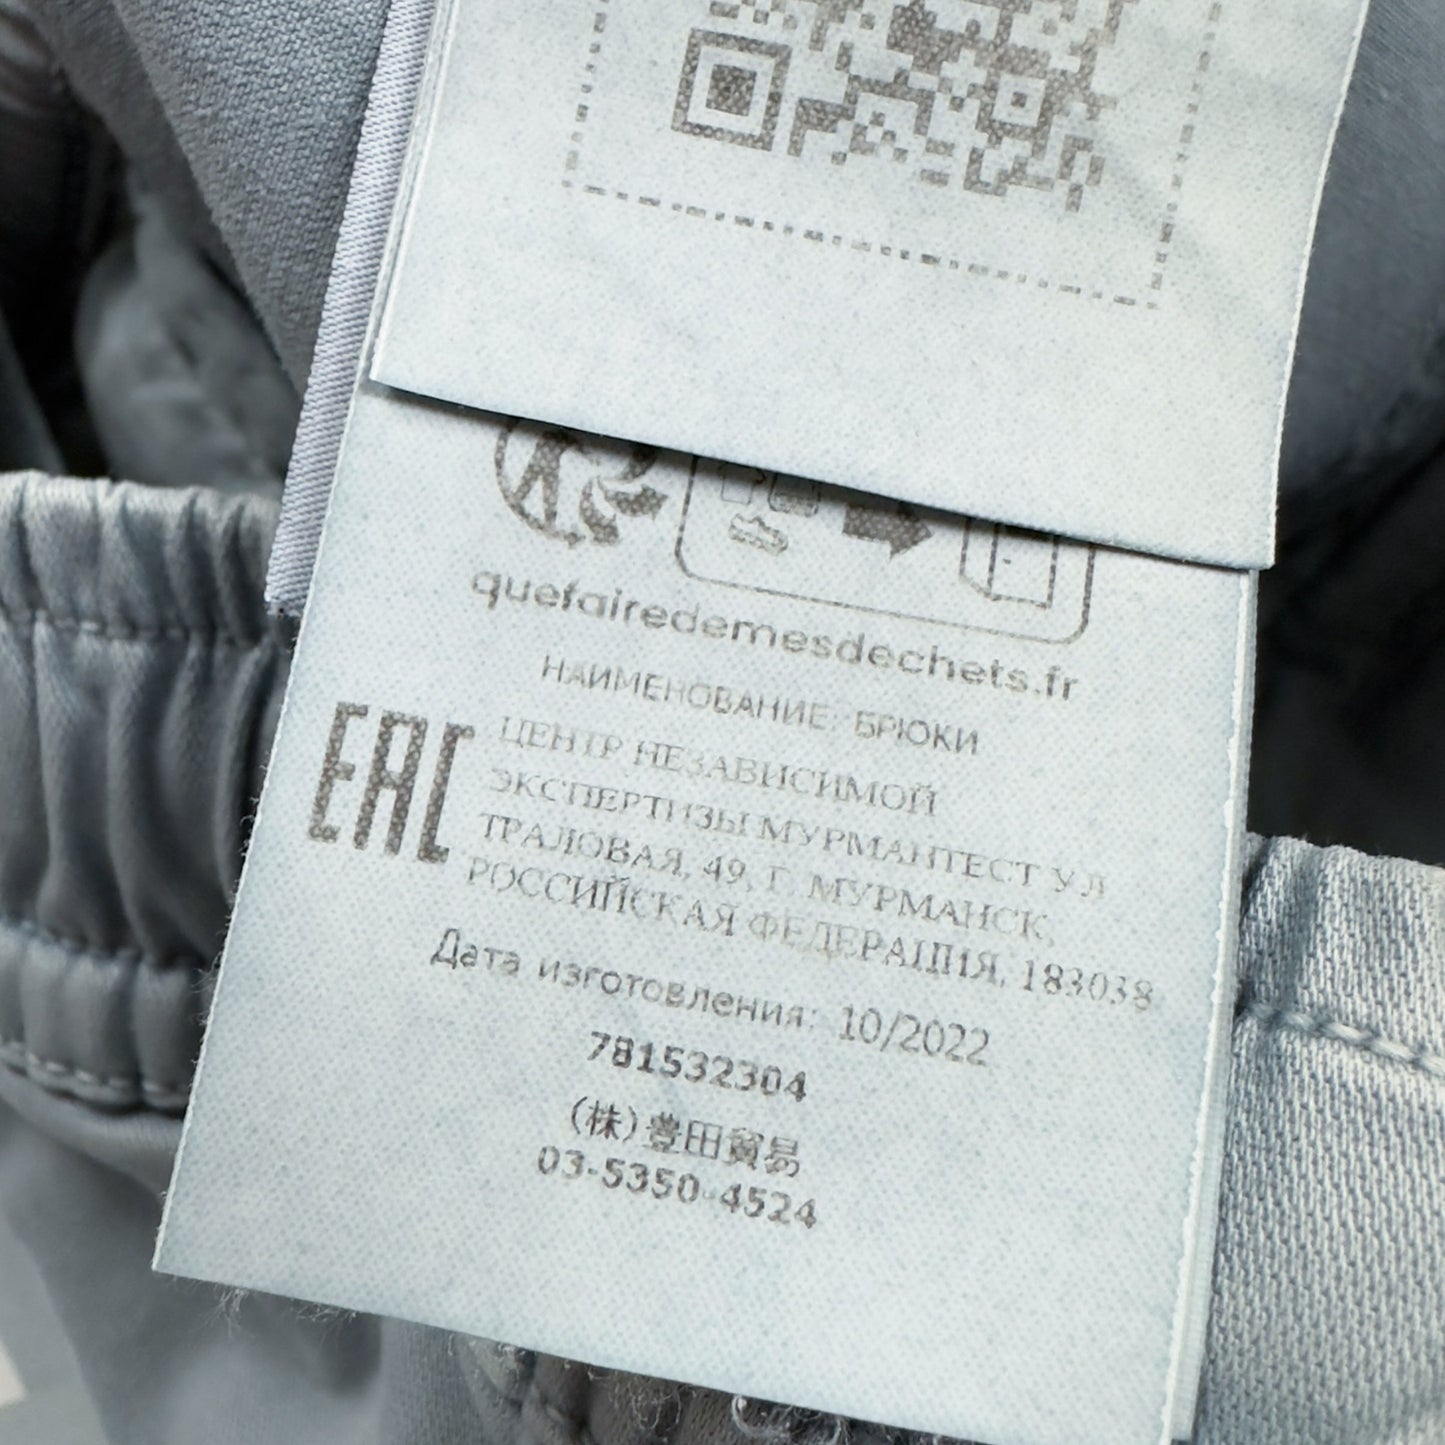 quefairedemesdechets.fr
НАИМЕНОВАНИЕ: БРЮКИ
EAC
ЦЕНТР НЕЗАВИСИМОЙ
ЭКСПЕРТИЗЫ МУРМАНТЕСТ УЛ
ТРАЛОВАЯ, 49, Г. МУРМАНСК,
РОССИЙСКАЯ ФЕДЕРАЦИЯ, 183038
Дата изготовления: 10/2022
781532304
(株)豊田貿易
03-5350-4524